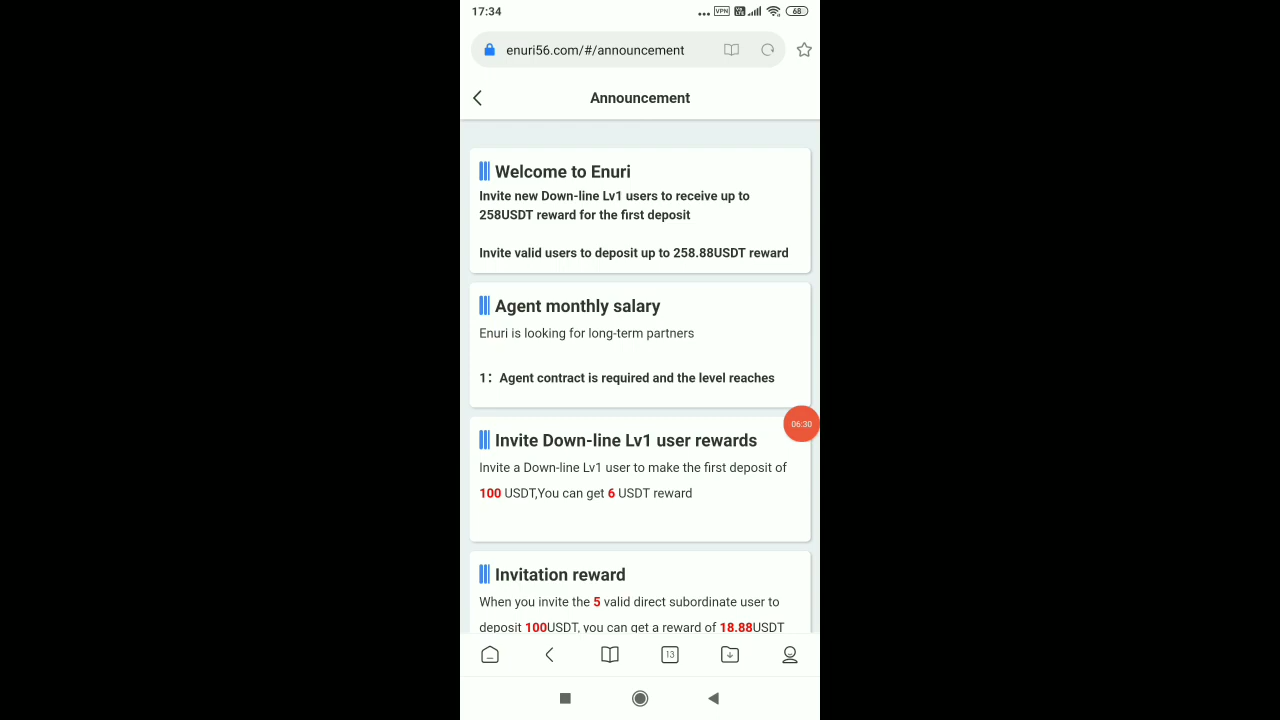 17:34
VPN
68
enuri56.com/#/announcement
Announcement
Welcome to Enuri
Invite new Down-line Lv1 users to receive up to
258USDT reward for the first deposit
Invite valid users to deposit up to 258.88USDT reward
Agent monthly salary
Enuri is looking for long-term partners
1： Agent contract is required and the level reaches
06:30
Invite Down-line Lv1 user rewards
Invite a Down-line Lv1 user to make the first deposit of
100 USDT,You can get 6 USDT reward
Invitation reward
When you invite the 5 valid direct subordinate user to
deposit 100USDT, you can get a reward of 18.88USDT
13